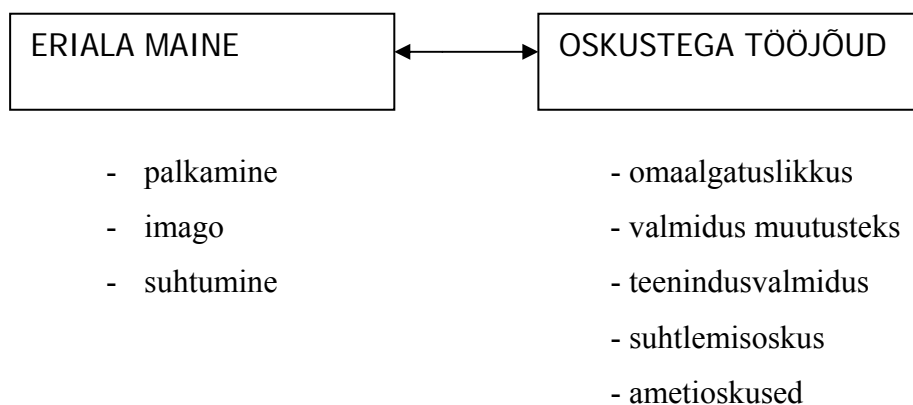 ERIALA MAINE
OSKUSTEGA TÖÖJÕUD
- palkamine
- imago
- suhtumine
- omaalgatuslikkus
- valmidus muutusteks
- teenindusvalmidus
- suhtlemisoskus
- ametioskused